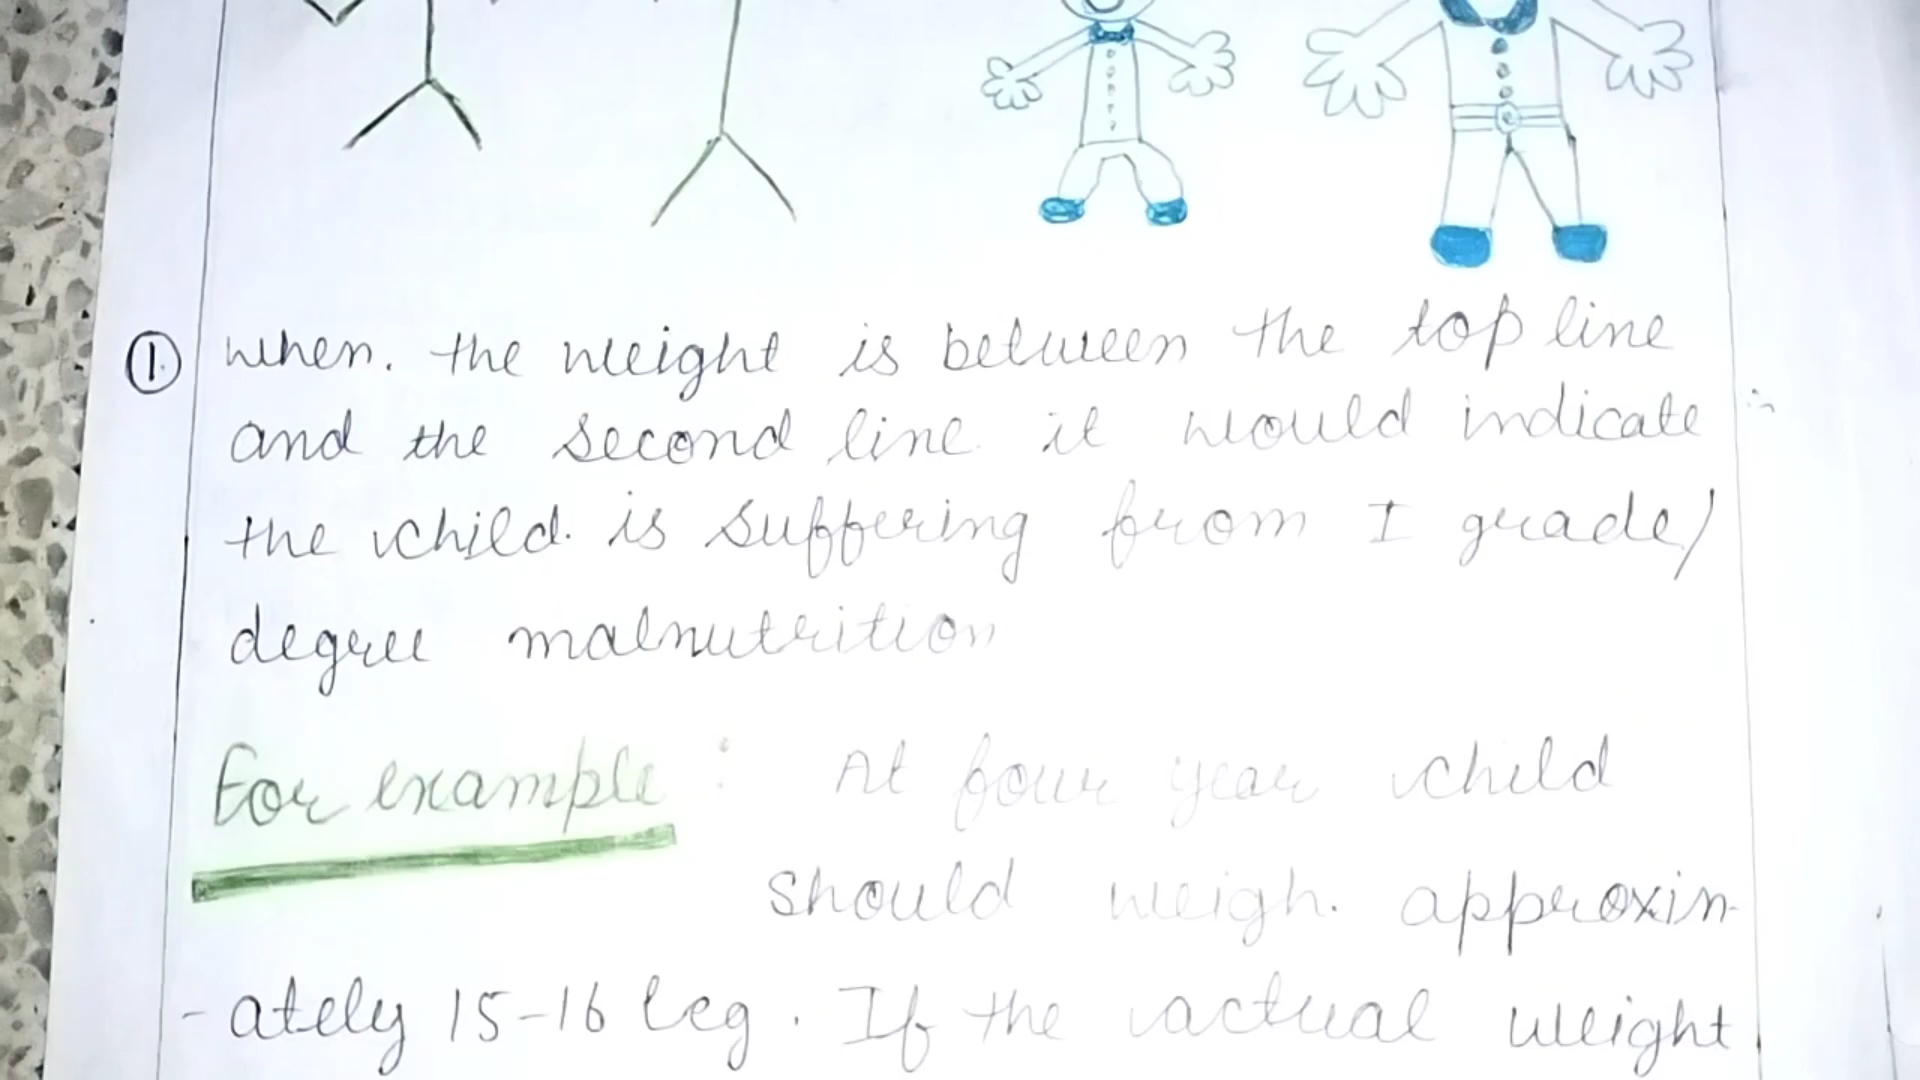 ① when. the weight is between the top line
and the second line it would indicate :-
the child. is suffering from I grade/
degree malnutrition
For example : At four year child
should weigh. approxim-
-ately 15-16 kg. If the actual weight